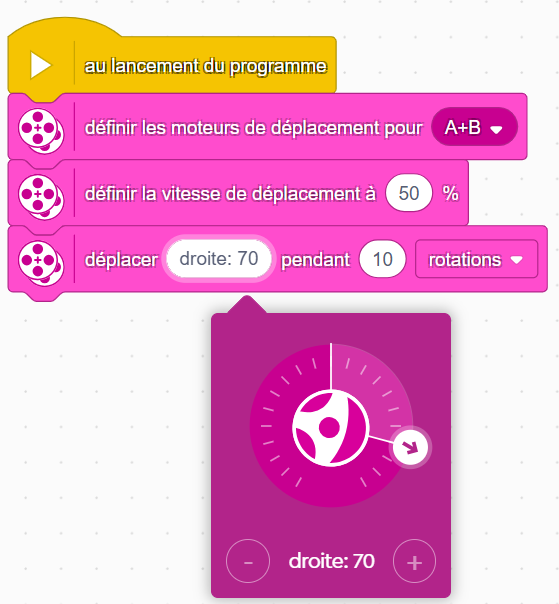 au lancement du programme
définir les moteurs de déplacement pour A+B
définir la vitesse de déplacement à 50 %
déplacer droite: 70 pendant 10 rotations
- droite: 70 +